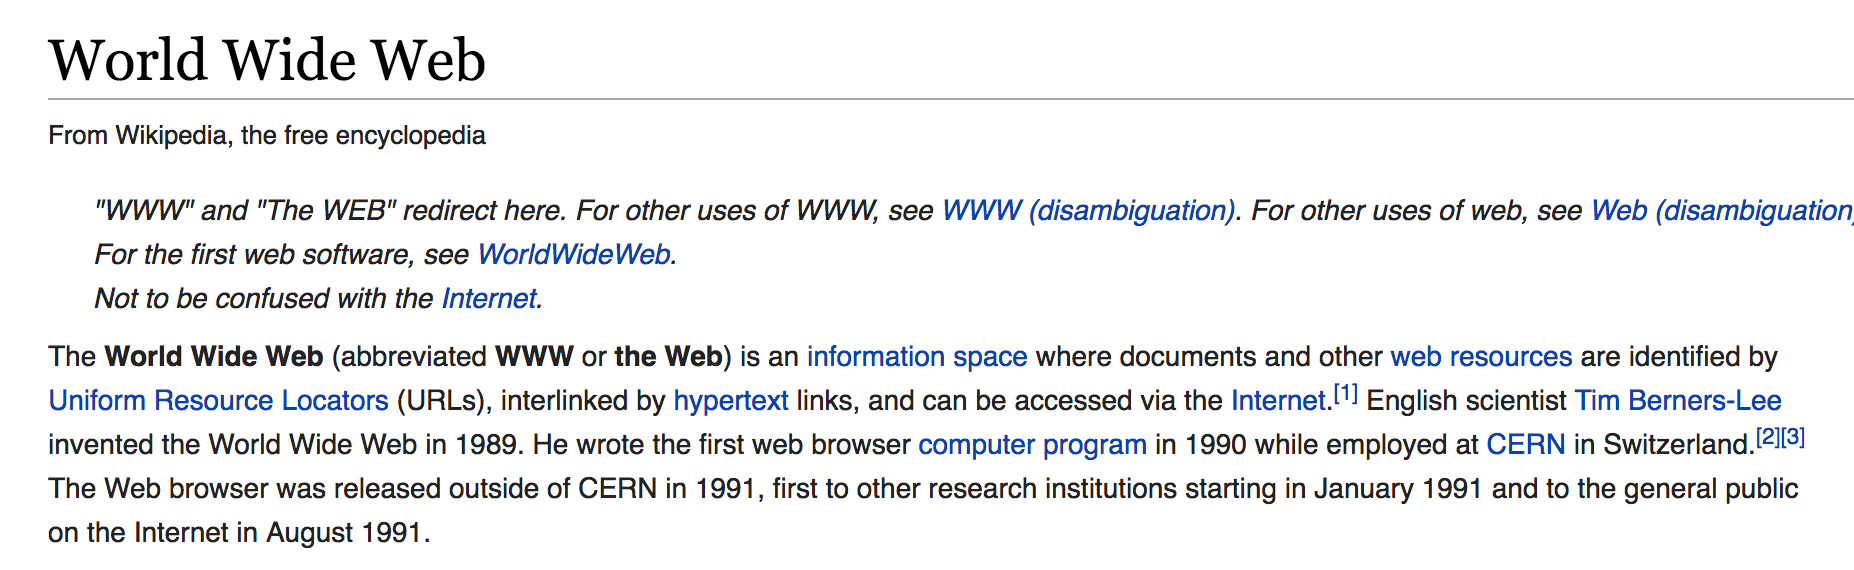 World Wide Web
From Wikipedia, the free encyclopedia
"WWW" and "The WEB" redirect here. For other uses of WWW, see WWW (disambiguation). For other uses of web, see Web (disambiguation)
For the first web software, see WorldWideWeb.
Not to be confused with the Internet.
The World Wide Web (abbreviated WWW or the Web) is an information space where documents and other web resources are identified by
Uniform Resource Locators (URLs), interlinked by hypertext links, and can be accessed via the Internet.[1] English scientist Tim Berners-Lee
invented the World Wide Web in 1989. He wrote the first web browser computer program in 1990 while employed at CERN in Switzerland.[2][3]
The Web browser was released outside of CERN in 1991, first to other research institutions starting in January 1991 and to the general public
on the Internet in August 1991.